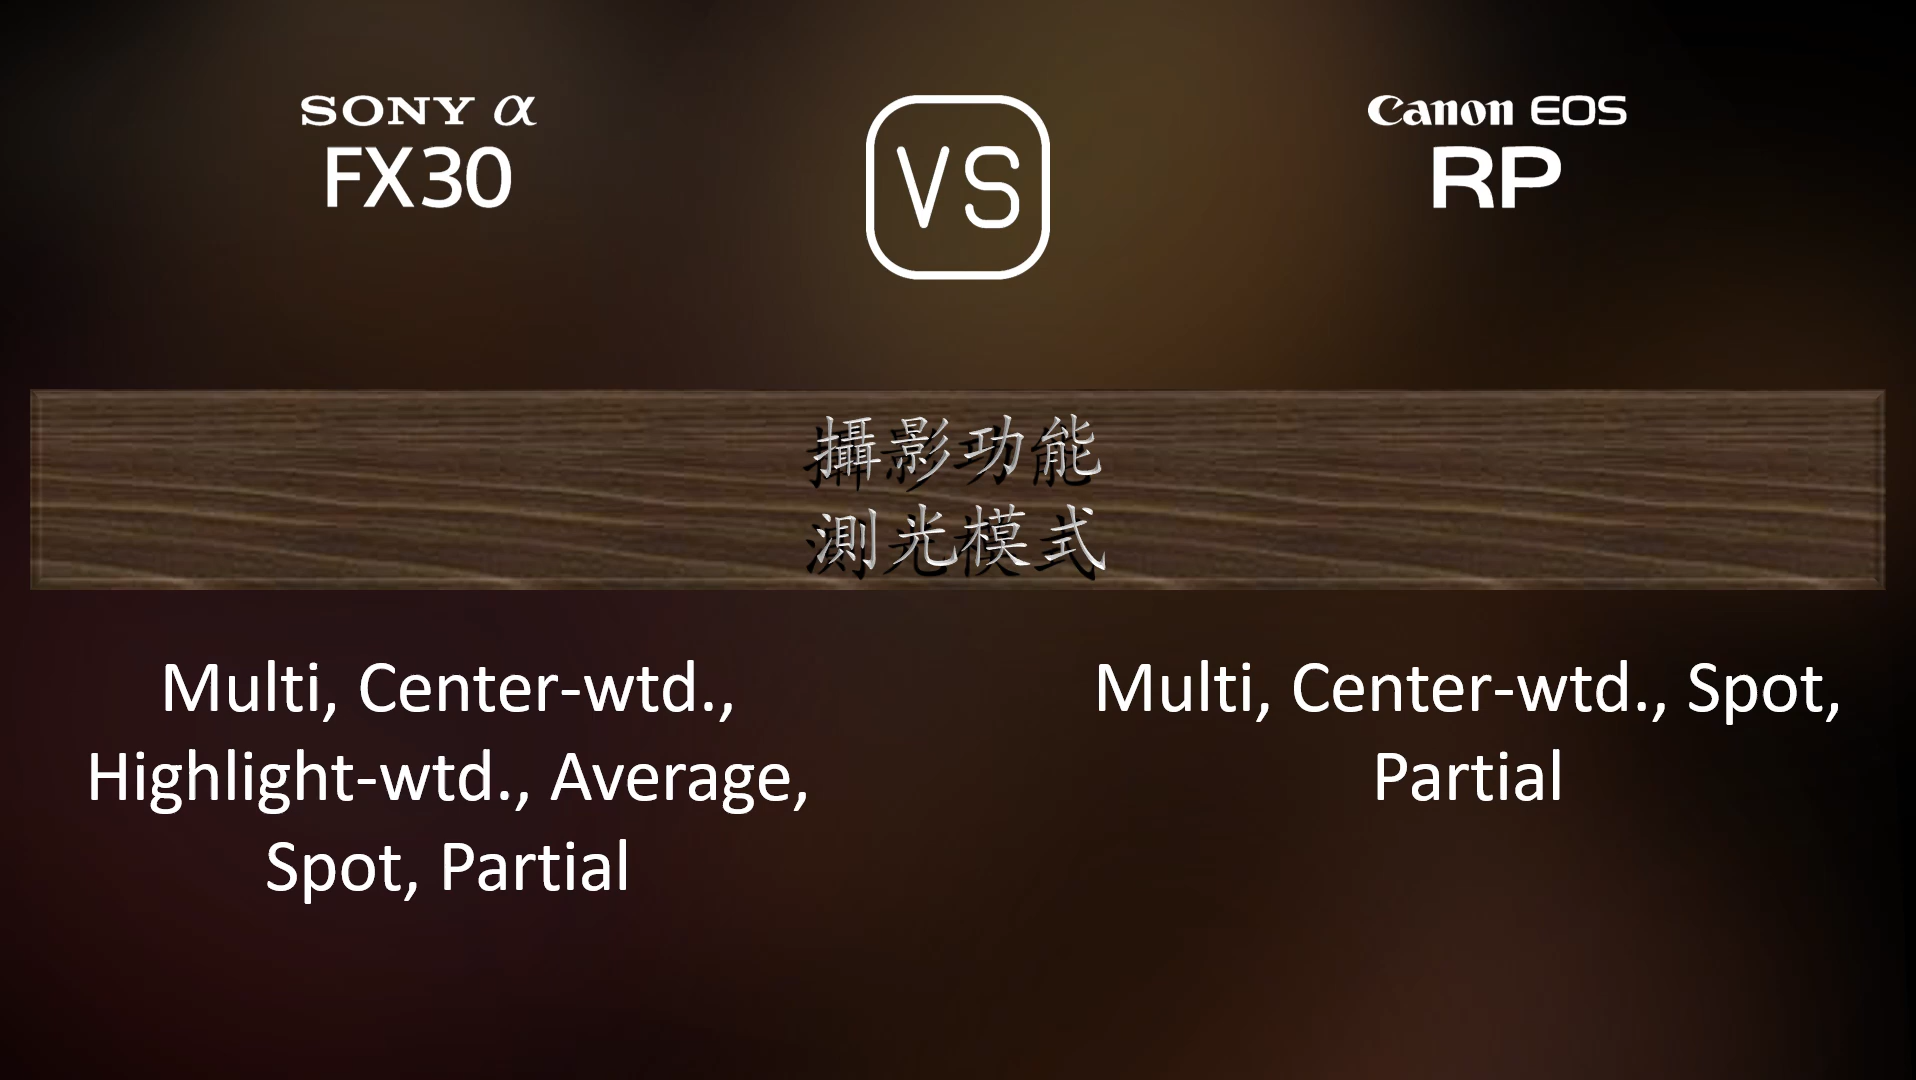 SONY α
FX30
VS
Canon EOS
RP
攝影功能
測光模式
Multi, Center-wtd.,
Highlight-wtd., Average,
Spot, Partial
Multi, Center-wtd., Spot,
Partial